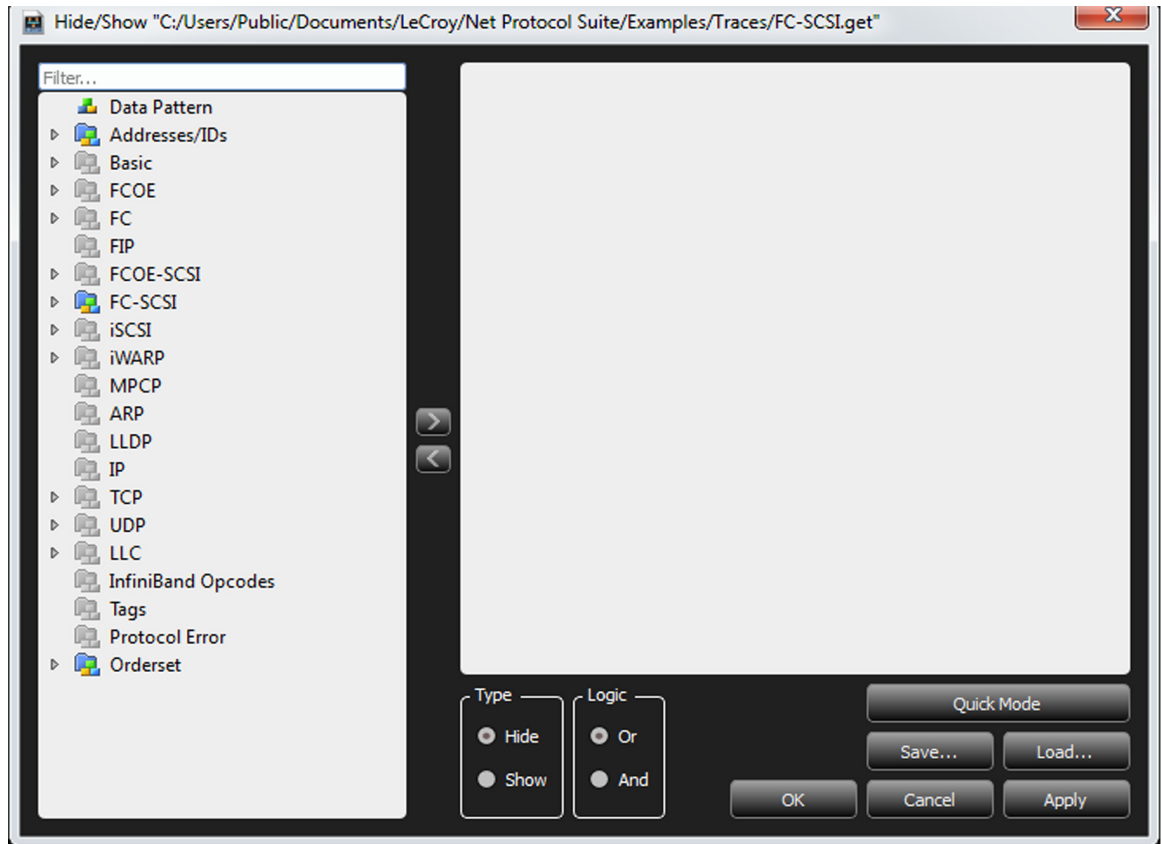 Hide/Show "C:/Users/Public/Documents/LeCroy/Net Protocol Suite/Examples/Traces/FC-SCSI.get"
Filter...
Data Pattern
Addresses/IDs
Basic
FCOE
FC
FIP
FCOE-SCSI
FC-SCSI
iSCSI
iWARP
MPCP
ARP
LLDP
IP
TCP
UDP
LLC
InfiniBand Opcodes
Tags
Protocol Error
Orderset
Type
Hide
Show
Logic
Or
And
Quick Mode
Save...
Load...
OK
Cancel
Apply